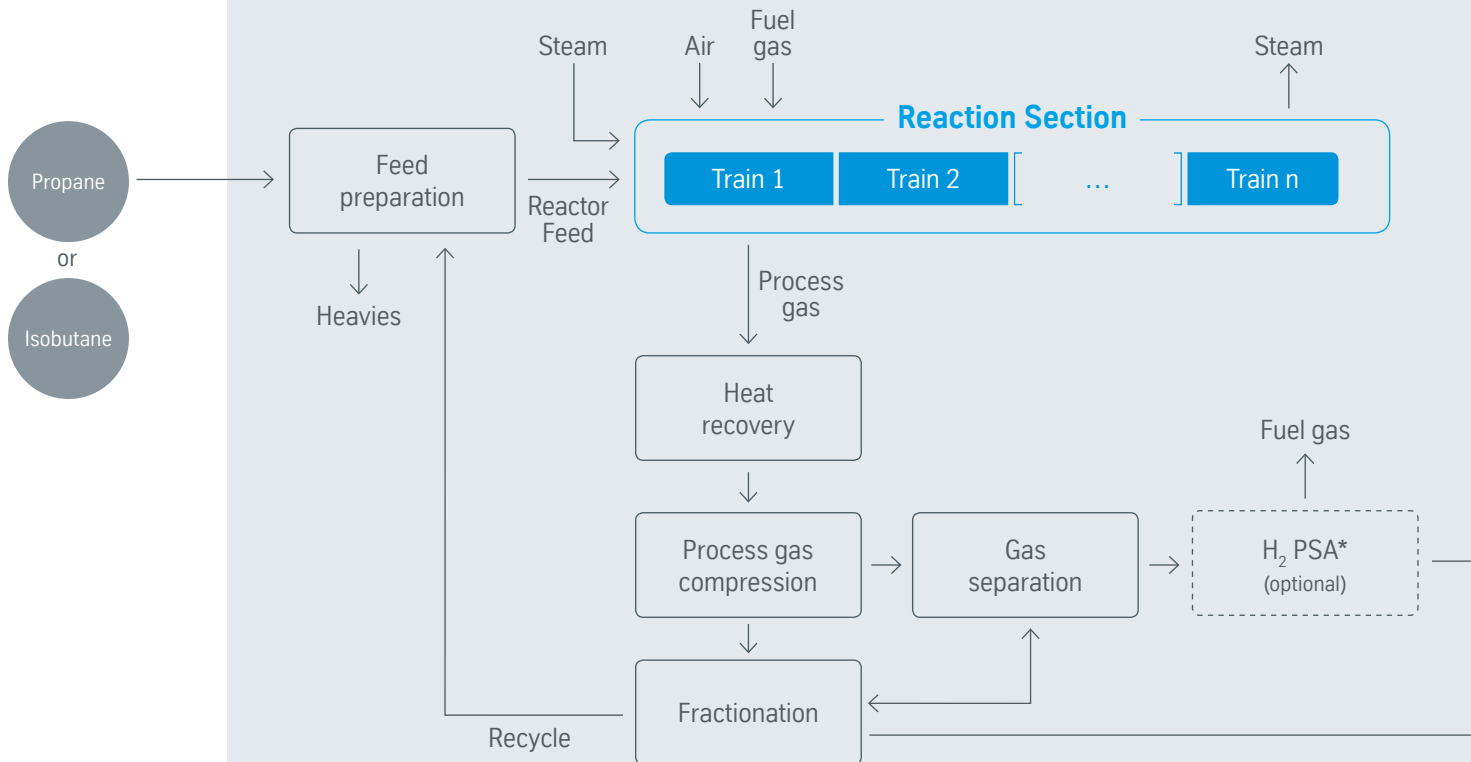 Steam
Air
Fuel
gas
Steam
Reaction Section
Propane
Feed
preparation
Train 1
Train 2
...
Train n
Reactor
Feed
or
Heavies
Process
gas
Isobutane
Heat
recovery
Fuel gas
Process gas
compression
Gas
separation
H₂ PSA*
(optional)
Fractionation
Recycle